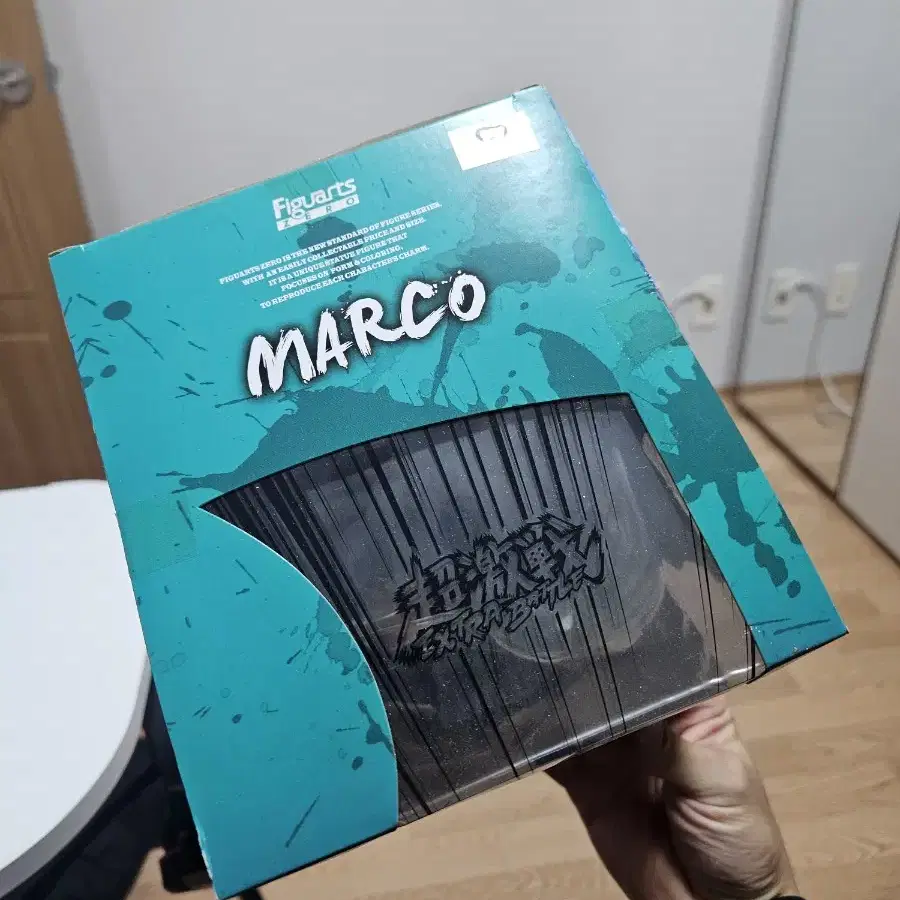 Figuarts
ZERO
FIGUARTS ZERO IS THE NEW STANDARD OF FIGURE SERIES,
WITH AN EASILY COLLECTABLE PRICE AND SIZE.
IT IS A UNIQUE STATUE FIGURE THAT
FOCUSES ON FORM & COLORING,
TO REPRODUCE EACH CHARACTER'S CHARM.
MARCO
超激戦
EXTRA BATTLE